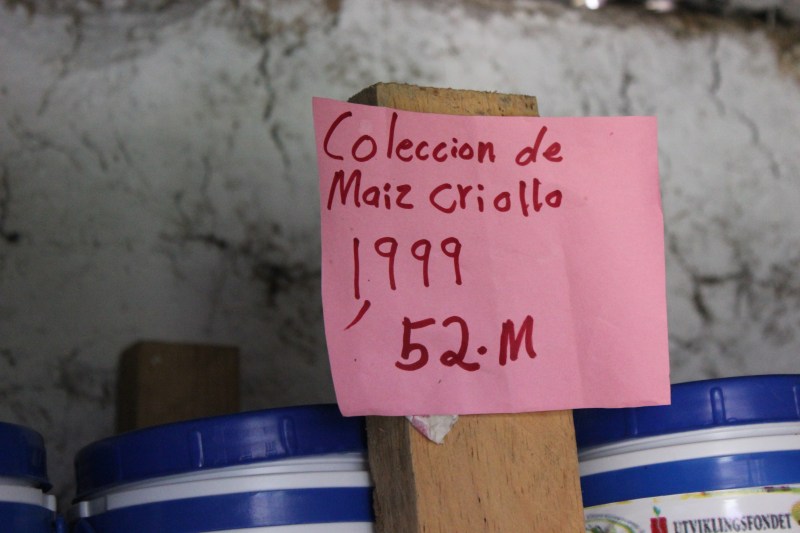 Coleccion de
Maiz criollo
1999
52.M
UTVIKLINGSFONDET